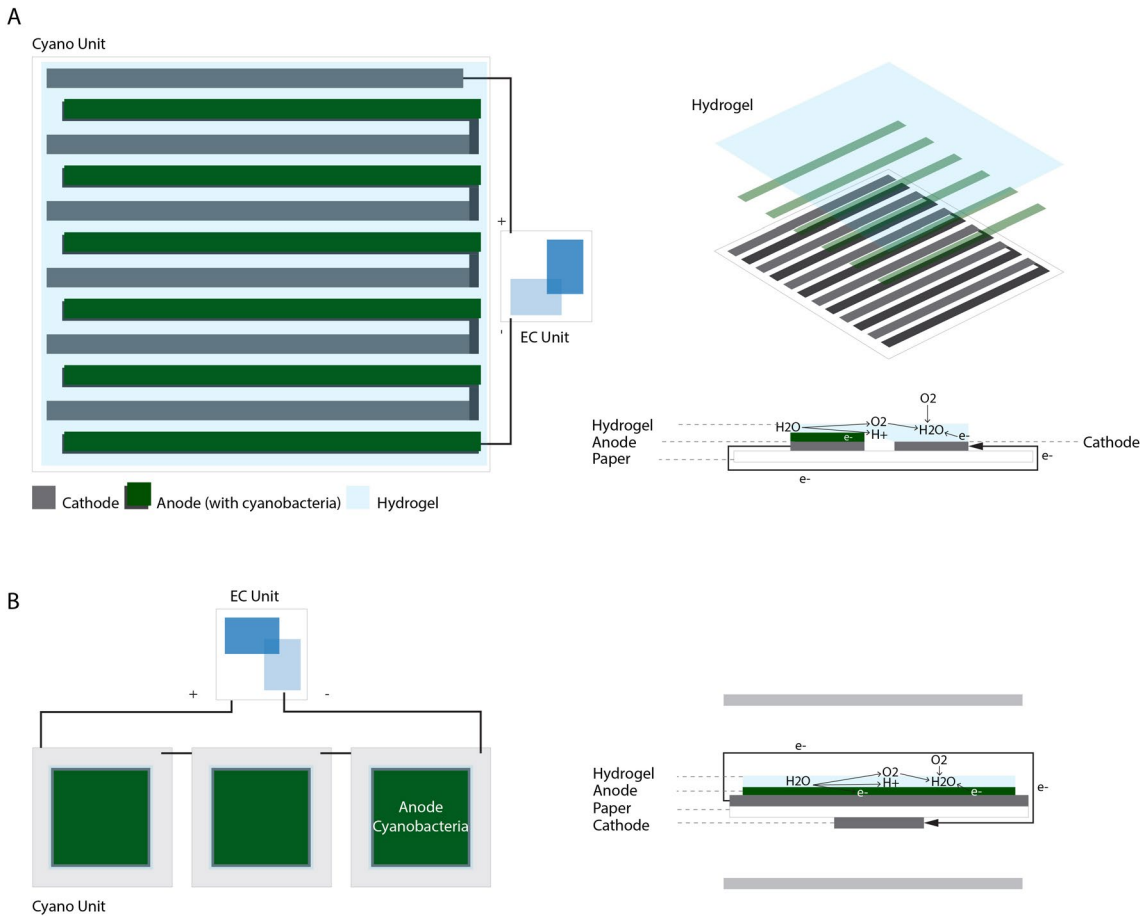 A
Cyano Unit
+
-
EC Unit
Cathode
Anode (with cyanobacteria)
Hydrogel
Hydrogel
O2
Hydrogel
H2O
O2
H2O
Anode
e-
H+
e-
Cathode
Paper
e-
e-
B
EC Unit
+
-
Anode
Cyanobacteria
Cyano Unit
e-
O2
Hydrogel
H2O
O2
H+
H2O
e-
Anode
e-
e-
Paper
Cathode